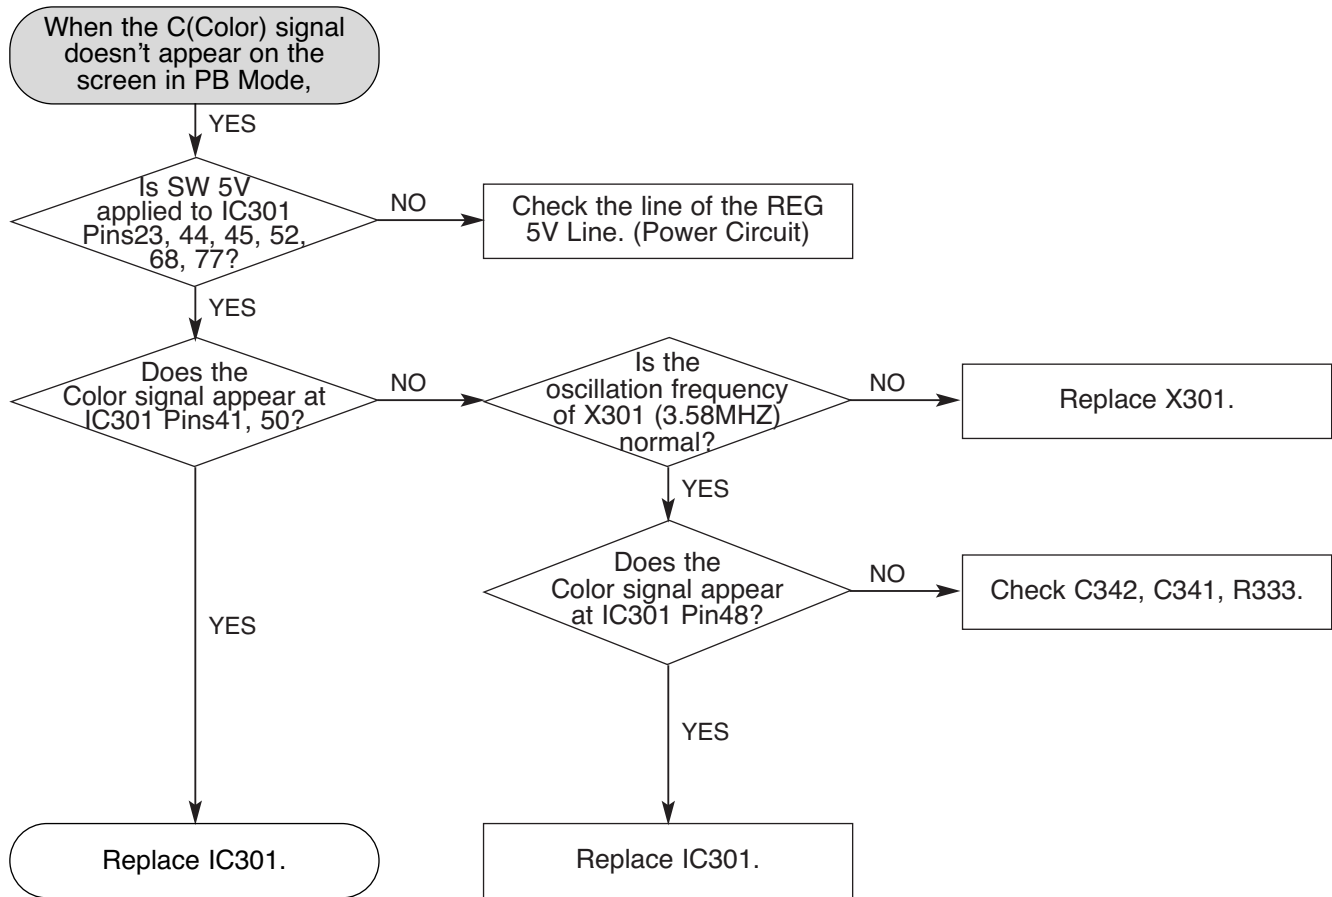 When the C(Color) signal
doesn't appear on the
screen in PB Mode,
YES
Is SW 5V
applied to IC301
Pins23, 44, 45, 52,
68, 77?
NO
Check the line of the REG
5V Line. (Power Circuit)
YES
Does the
Color signal appear at
IC301 Pins41, 50?
NO
Is the
oscillation frequency
of X301 (3.58MHZ)
normal?
NO
Replace X301.
YES
Does the
Color signal appear
at IC301 Pin48?
NO
Check C342, C341, R333.
YES
YES
Replace IC301.
Replace IC301.